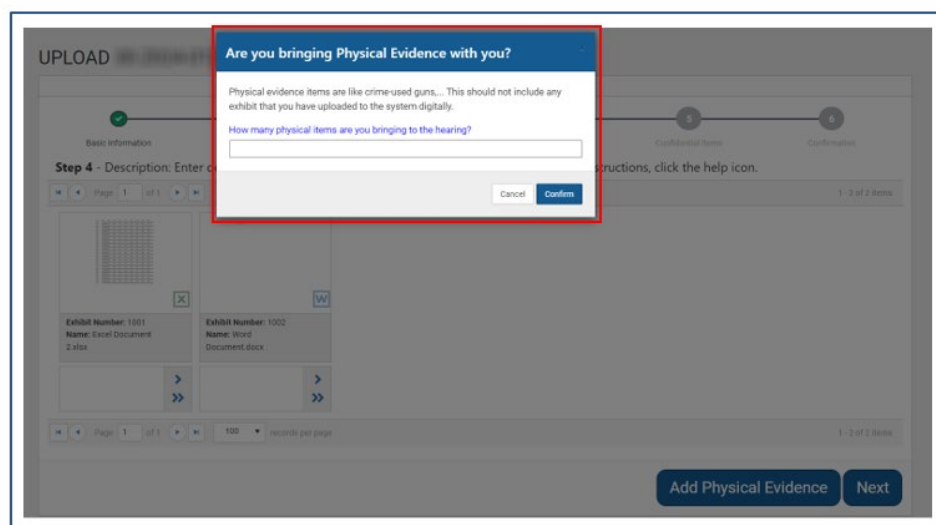 UPLOAD
Are you bringing Physical Evidence with you?
Physical evidence items are like crime-used guns,... This should not include any
exhibit that you have uploaded to the system digitally.
How many physical items are you bringing to the hearing?
Cancel Confirm
5 6
Basic Information Confidential Items Confirmation
Step 4 - Description: Enter structions, click the help icon.
Page 1 of 1 1 - 2 of 2 items
Exhibit Number: 1001 Exhibit Number: 1002
Name: Excel Document Name: Word
2.xlsx Document.docx
Page 1 of 1 100 records per page 1 - 2 of 2 items
Add Physical Evidence Next